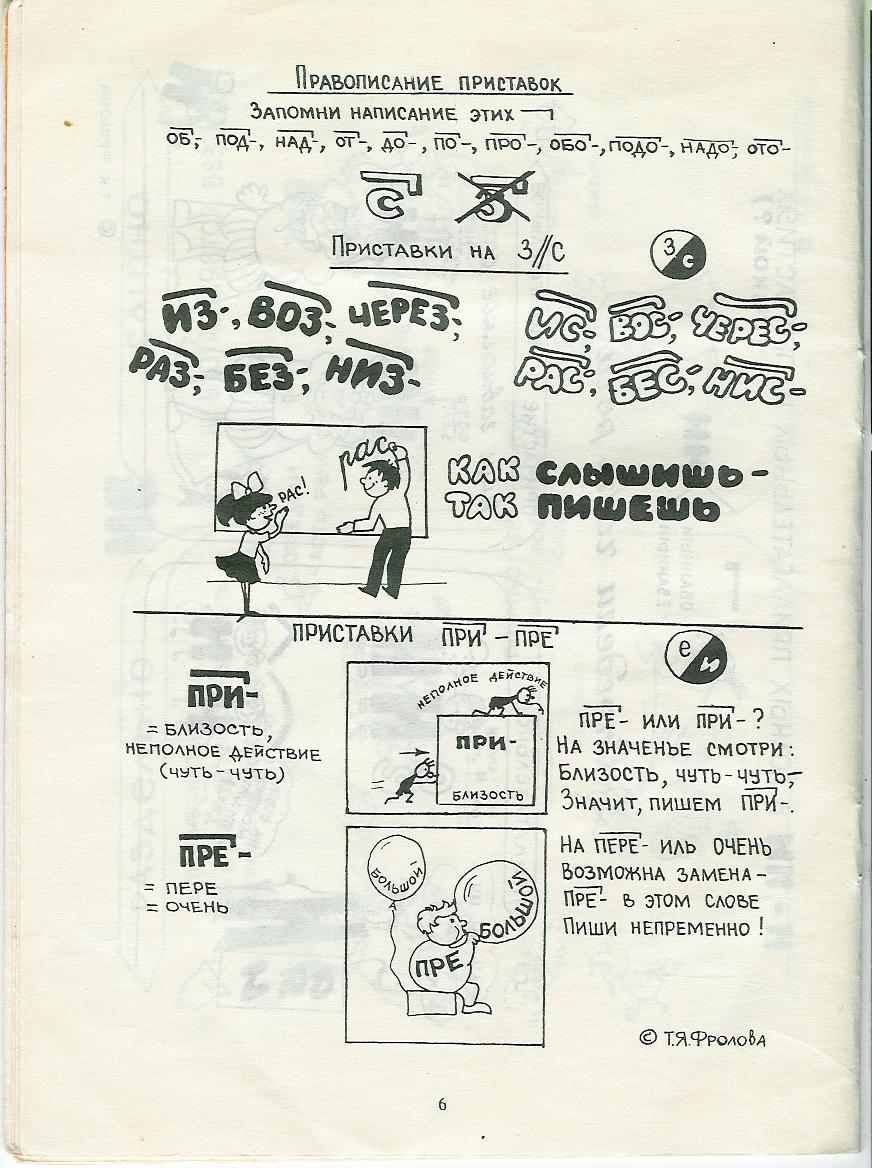 ПРАВОПИСАНИЕ ПРИСТАВОК
ЗАПОМНИ НАПИСАНИЕ ЭТИХ
ОБ-, ПОД-, НАД-, ОТ-, ДО-, ПО-, ПРО-, ОБО-, ПОДО-, НАДО-, ОТО-
С З
ПРИСТАВКИ НА З//С
З/С
ИЗ-, ВОЗ-, ЧЕРЕЗ-,
РАЗ-, БЕЗ-, НИЗ-
ИС-, ВОС-, ЧЕРЕС-,
РАС-, БЕС-, НИС-
рас
РАС!
КАК СЛЫШИШЬ -
ТАК ПИШЕШЬ
ПРИСТАВКИ ПРИ - ПРЕ
е/и
ПРИ-
= БЛИЗОСТЬ,
НЕПОЛНОЕ ДЕЙСТВИЕ
(ЧУТЬ - ЧУТЬ)
НЕПОЛНОЕ ДЕЙСТВИЕ
ПРИ-
БЛИЗОСТЬ
ПРЕ- ИЛИ ПРИ- ?
НА ЗНАЧЕНЬЕ СМОТРИ:
БЛИЗОСТЬ, ЧУТЬ-ЧУТЬ,-
ЗНАЧИТ, ПИШЕМ ПРИ-.
ПРЕ-
= ПЕРЕ
= ОЧЕНЬ
БОЛЬШОЙ
БОЛЬШОЙ
ПРЕ
НА ПЕРЕ- ИЛЬ ОЧЕНЬ
ВОЗМОЖНА ЗАМЕНА -
ПРЕ- В ЭТОМ СЛОВЕ
ПИШИ НЕПРЕМЕННО !
© Т.Я.ФРОЛОВА
6